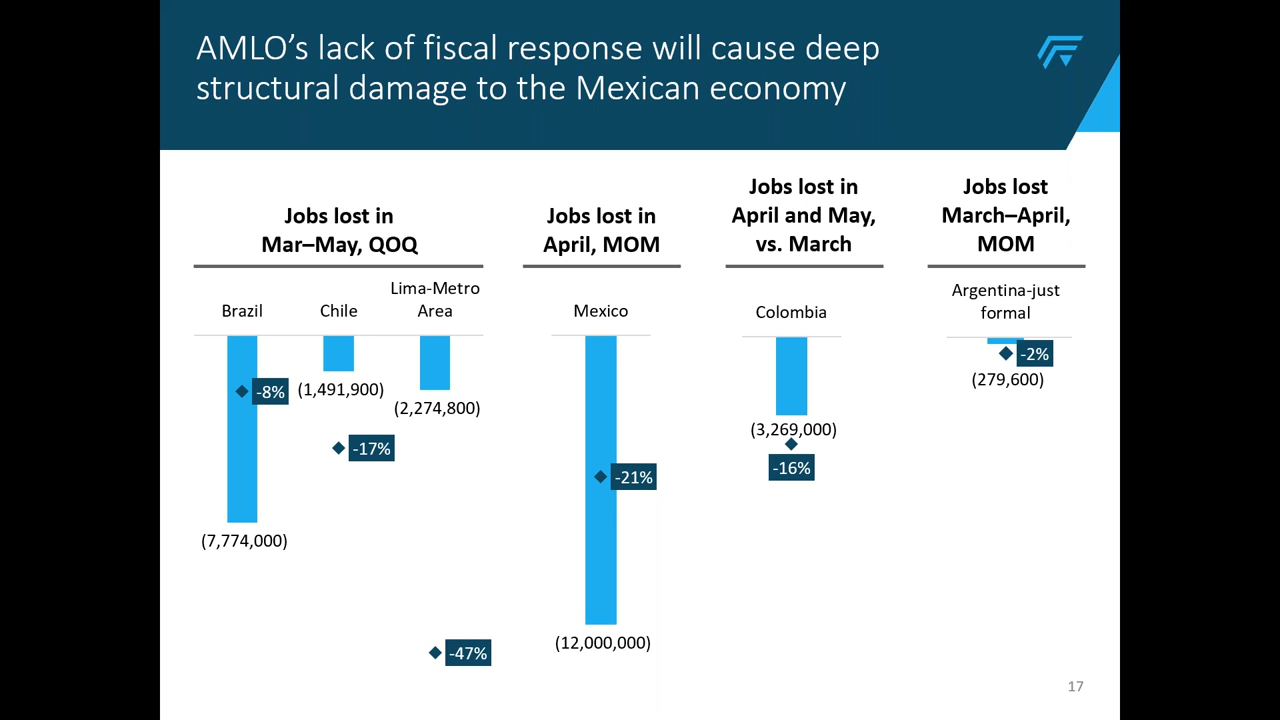 AMLO’s lack of fiscal response will cause deep
structural damage to the Mexican economy
Jobs lost in
Mar–May, QOQ
Brazil
Chile
Lima-Metro
Area
-8%
(1,491,900)
(2,274,800)
-17%
(7,774,000)
-47%
Jobs lost in
April, MOM
Mexico
-21%
(12,000,000)
Jobs lost in
April and May,
vs. March
Colombia
(3,269,000)
-16%
Jobs lost
March–April,
MOM
Argentina-just
formal
-2%
(279,600)
17